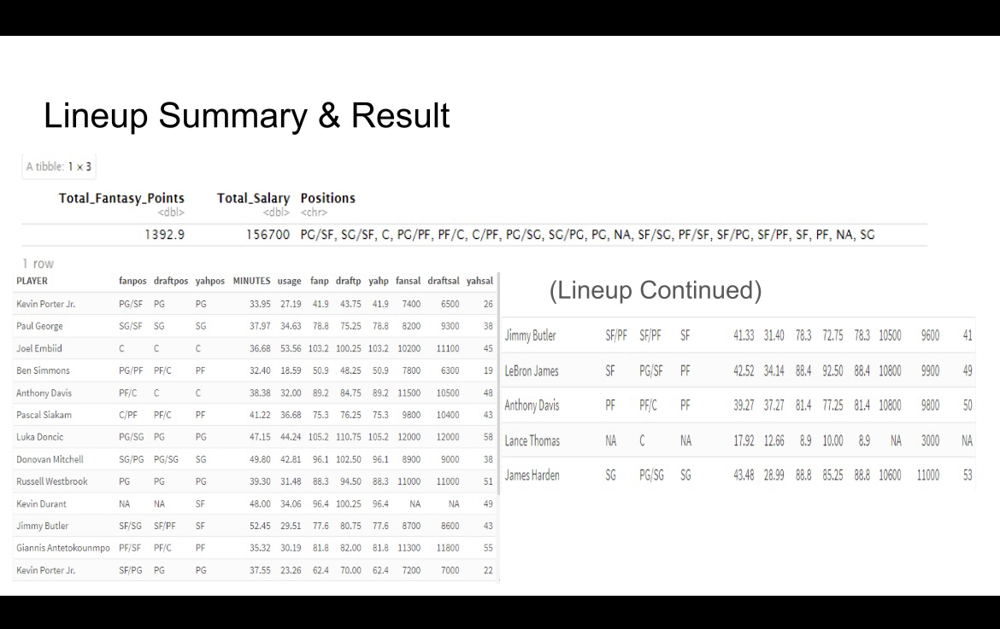 Lineup Summary & Result
A tibble: 1 x 3
Total_Fantasy_Points Total_Salary Positions
<dbl> <dbl> <chr>
1392.9 156700 PG/SF, SG/SF, C, PG/PF, PF/C, C/PF, PG/SG, SG/PG, PG, NA, SF/SG, PF/SF, SF/PG, SF/PF, SF, PF, NA, SG
1 row
PLAYER fanpos draftpos yahpos MINUTES usage fanp draftp yahp fansal draftsal yahsal
Kevin Porter Jr. PG/SF PG PG 33.95 27.19 41.9 43.75 41.9 7400 6500 26
Paul George SG/SF SG SG 37.97 34.63 78.8 75.25 78.8 8200 9300 38
Joel Embiid C C C 36.68 53.56 103.2 100.25 103.2 10200 11100 45
Ben Simmons PG/PF PF/C PF 32.40 18.59 50.9 48.25 50.9 7800 6300 19
Anthony Davis PF/C C C 38.38 32.00 89.2 84.75 89.2 11500 10500 48
Pascal Siakam C/PF PF/C PF 41.22 36.68 75.3 76.25 75.3 9800 10400 43
Luka Doncic PG/SG PG PG 47.15 44.24 105.2 110.75 105.2 12000 12000 58
Donovan Mitchell SG/PG PG/SG SG 49.80 42.81 96.1 102.50 96.1 8900 9000 38
Russell Westbrook PG PG PG 39.30 31.48 88.3 94.50 88.3 11000 11000 51
Kevin Durant NA NA SF 48.00 34.06 96.4 100.25 96.4 NA NA 49
Jimmy Butler SF/SG SF/PF SF 52.45 29.51 77.6 80.75 77.6 8700 8600 43
Giannis Antetokounmpo PF/SF PF/C PF 35.32 30.19 81.8 82.00 81.8 11300 11800 55
Kevin Porter Jr. SF/PG PG PG 37.55 23.26 62.4 70.00 62.4 7200 7000 22
(Lineup Continued)
Jimmy Butler SF/PF SF/PF SF 41.33 31.40 78.3 72.75 78.3 10500 9600 41
LeBron James SF PG/SF PF 42.52 34.14 88.4 92.50 88.4 10800 9900 49
Anthony Davis PF PF/C PF 39.27 37.27 81.4 77.25 81.4 10800 9800 50
Lance Thomas NA C NA 17.92 12.66 8.9 10.00 8.9 NA 3000 NA
James Harden SG PG/SG SG 43.48 28.99 88.8 85.25 88.8 10600 11000 53